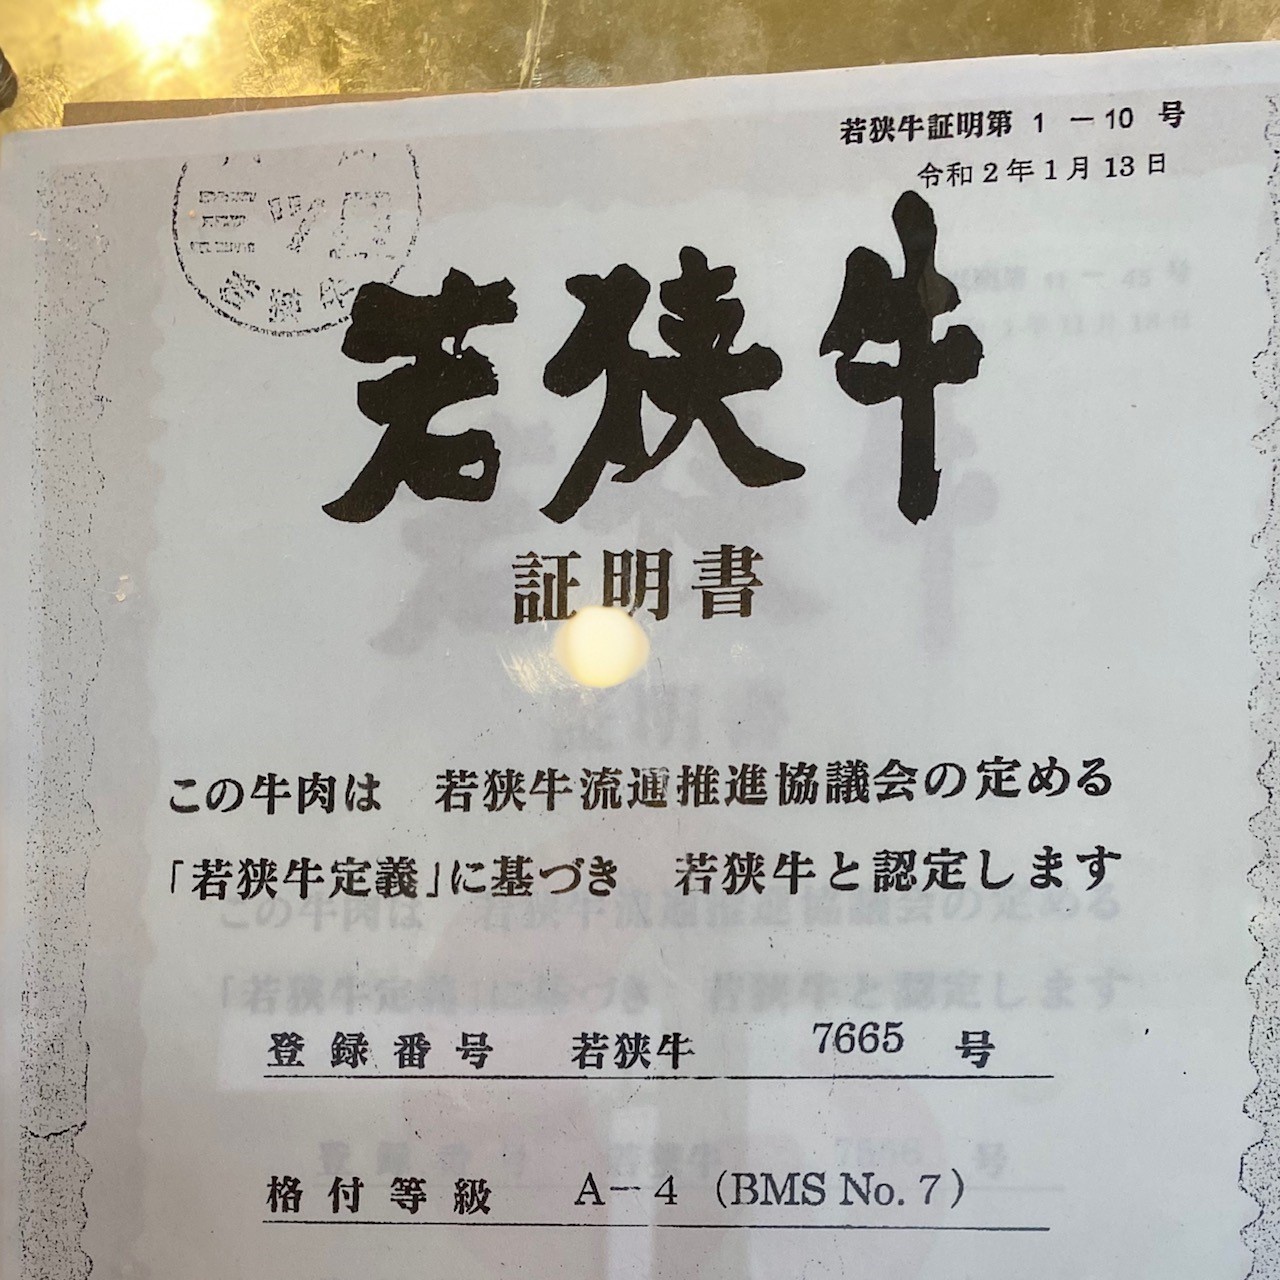 若狭牛証明第 1 －10 号
令和2年1月13日
若狭牛
証明書
この牛肉は 若狭牛流通推進協議会の定める
「若狭牛定義」に基づき 若狭牛と認定します
登録番号 若狭牛 7665 号
格付等級 A－4 (BMS No. 7)